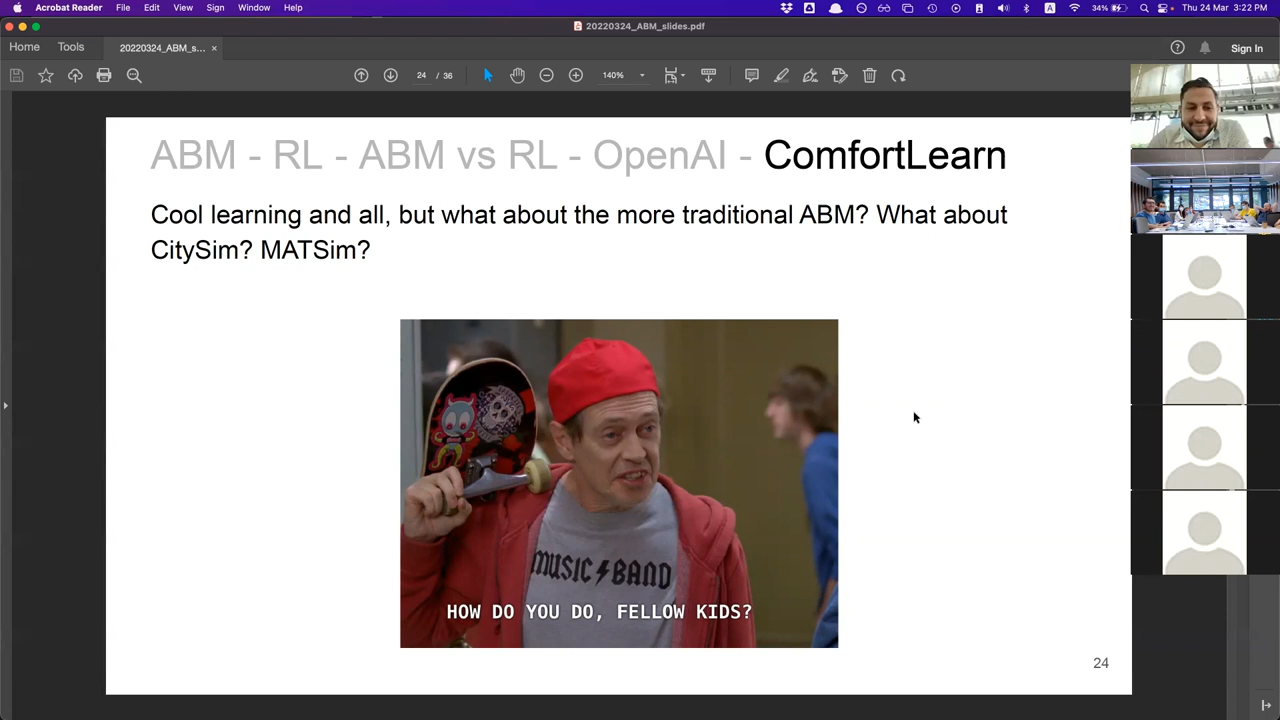 Acrobat Reader File Edit View Sign Window Help
34% Thu 24 Mar 3:22 PM
20220324_ABM_slides.pdf
Home Tools 20220324_ABM_s... × Sign In
24 / 36 140%
ABM - RL - ABM vs RL - OpenAI - ComfortLearn
Cool learning and all, but what about the more traditional ABM? What about
CitySim? MATSim?
MUSIC BAND
HOW DO YOU DO, FELLOW KIDS?
24